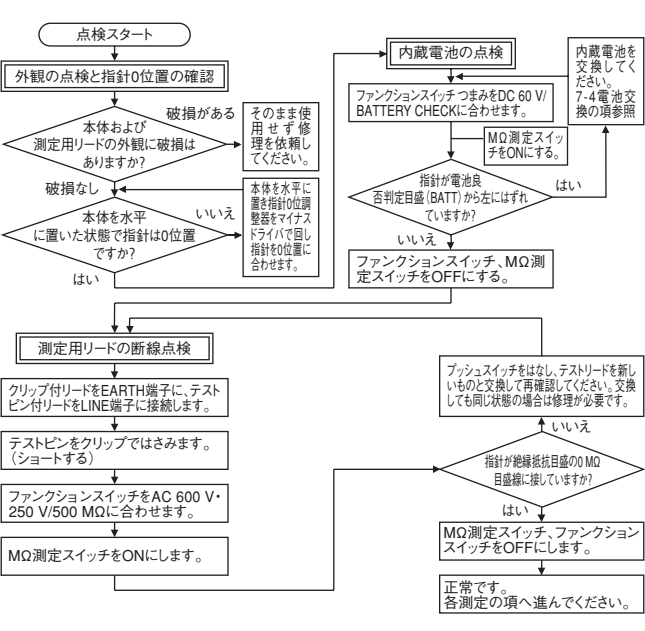 点検スタート
外観の点検と指針0位置の確認
破損がある
本体および
測定用リードの外観に破損は
ありますか?
そのまま使
用せず修
理を依頼し
てください。
破損なし
本体を水平
に置いた状態で指針は0位置
ですか?
いいえ
本体を水平に
置き指針0位調
整器をマイナス
ドライバで回し
指針を0位置に
合わせます。
はい
内蔵電池の点検
ファンクションスイッチつまみをDC 60 V/
BATTERY CHECKに合わせます。
MΩ測定スイッ
チをONにする。
指針が電池良
否判定目盛(BATT)から左にはずれ
ていますか?
はい
内蔵電池を
交換してく
ださい。
7-4電池交
換の項参照
いいえ
ファンクションスイッチ、MΩ測
定スイッチをOFFにする。
測定用リードの断線点検
クリップ付リードをEARTH端子に、テスト
ピン付リードをLINE端子に接続します。
テストピンをクリップではさみます。
(ショートする)
ファンクションスイッチをAC 600 V・
250 V/500 MΩに合わせます。
MΩ測定スイッチをONにします。
プッシュスイッチをはなし、テストリードを新し
いものと交換して再確認してください。交換
しても同じ状態の場合は修理が必要です。
いいえ
指針が絶縁抵抗目盛の0 MΩ
目盛線に接していますか?
はい
MΩ測定スイッチ、ファンクション
スイッチをOFFにします。
正常です。
各測定の項へ進んでください。